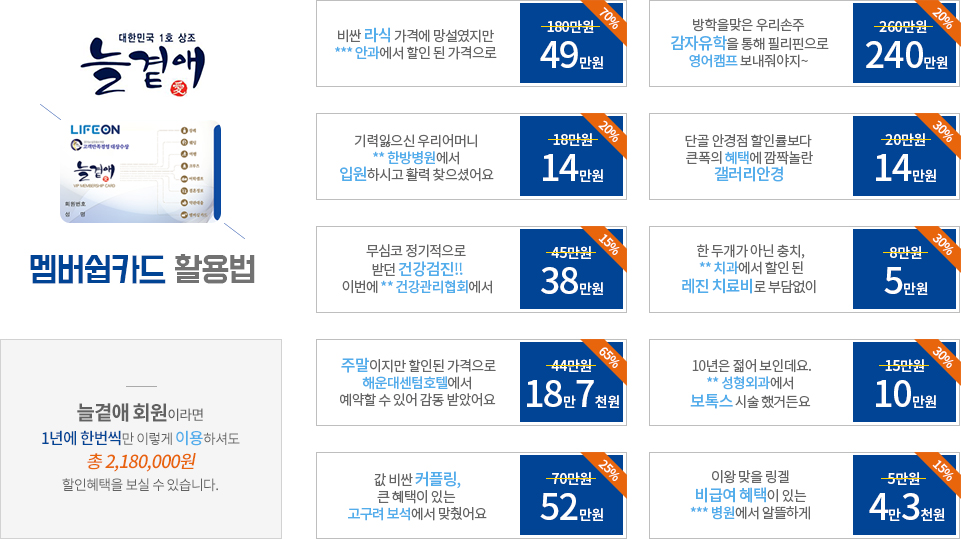 대한민국 1호 상조
늘곁애
愛
LIFEON
고객만족경영 대상수상
늘곁애
VIP MEMBERSHIP CARD
회원번호
성 명
멤버쉽카드 활용법
늘곁애 회원이라면
1년에 한번씩만 이렇게 이용하셔도
총 2,180,000원
할인혜택을 보실 수 있습니다.
비싼 라식 가격에 망설였지만
*** 안과에서 할인 된 가격으로
180만원
49만원
70%
방학을맞은 우리손주
감자유학을 통해 필리핀으로
영어캠프 보내줘야지~
260만원
240만원
20%
기력잃으신 우리어머니
** 한방병원에서
입원하시고 활력 찾으셨어요
18만원
14만원
20%
단골 안경점 할인률보다
큰폭의 혜택에 깜짝놀란
갤러리안경
20만원
14만원
30%
무심코 정기적으로
받던 건강검진!!
이번에 ** 건강관리협회에서
45만원
38만원
15%
한 두개가 아닌 충치,
** 치과에서 할인 된
레진 치료비로 부담없이
8만원
5만원
30%
주말이지만 할인된 가격으로
해운대센텀호텔에서
예약할 수 있어 감동 받았어요
44만원
18만 7천원
65%
10년은 젊어 보인데요.
** 성형외과에서
보톡스 시술 했거든요
15만원
10만원
30%
값 비싼 커플링,
큰 혜택이 있는
고구려 보석에서 맞췄어요
70만원
52만원
25%
이왕 맞을 링겔
비급여 혜택이 있는
*** 병원에서 알뜰하게
5만원
4만 3천원
15%